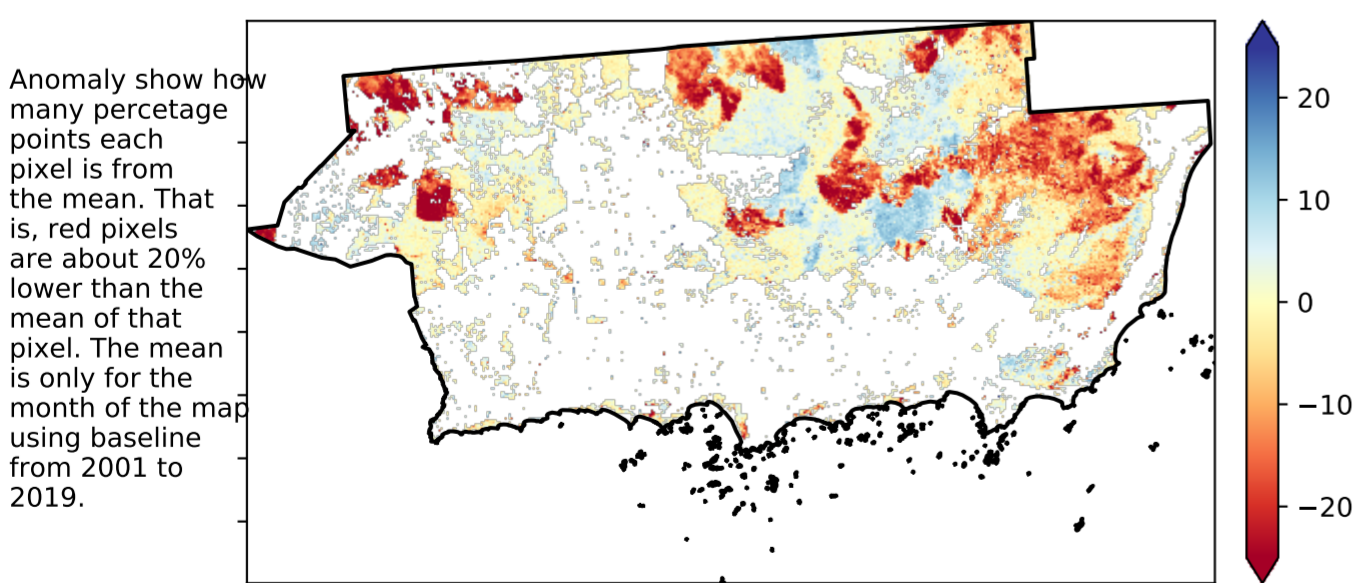 Anomaly show how
many percetage
points each
pixel is from
the mean. That
is, red pixels
are about 20%
lower than the
mean of that
pixel. The mean
is only for the
month of the map
using baseline
from 2001 to
2019.
20
10
0
−10
−20